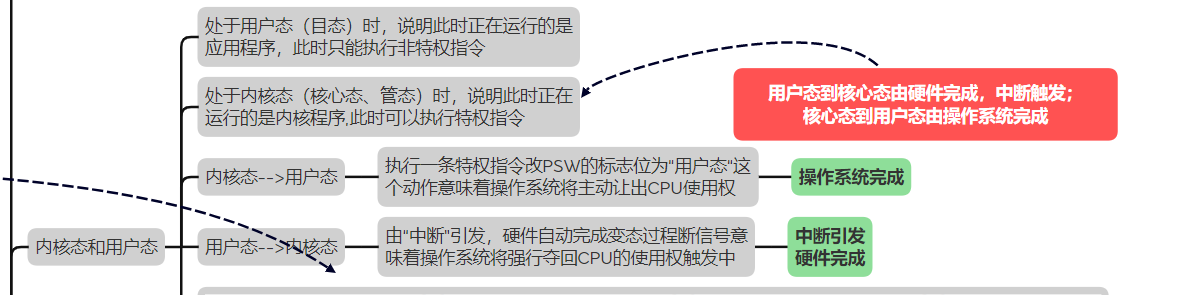 处于用户态（目态）时，说明此时正在运行的是
应用程序，此时只能执行非特权指令
处于内核态（核心态、管态）时，说明此时正在
运行的是内核程序,此时可以执行特权指令
用户态到核心态由硬件完成，中断触发；
核心态到用户态由操作系统完成
内核态-->用户态
执行一条特权指令改PSW的标志位为"用户态"这
个动作意味着操作系统将主动让出CPU使用权
操作系统完成
内核态和用户态
用户态-->内核态
由"中断"引发，硬件自动完成变态过程断信号意
味着操作系统将强行夺回CPU的使用权触发中
中断引发
硬件完成